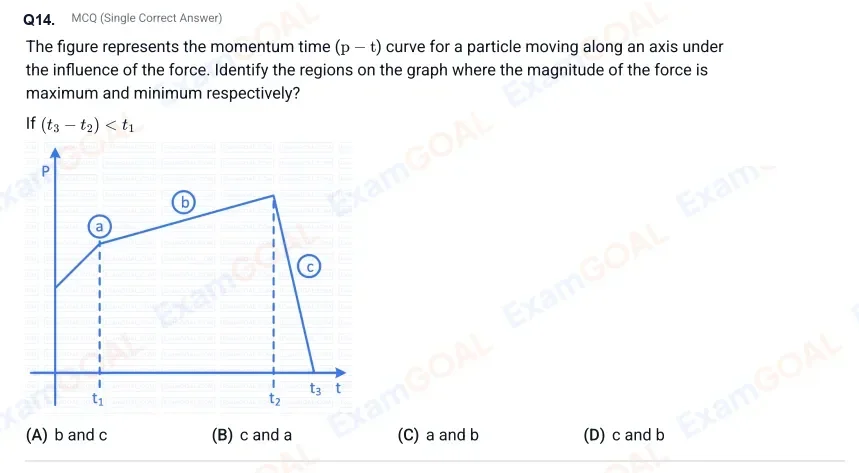 Q14. MCQ (Single Correct Answer)
The figure represents the momentum time (p − t) curve for a particle moving along an axis under
the influence of the force. Identify the regions on the graph where the magnitude of the force is
maximum and minimum respectively?
If (t₃ − t₂) < t₁
P
a
b
c
t₁
t₂
t₃ t
(A) b and c
(B) c and a
(C) a and b
(D) c and b
ExamGOAL